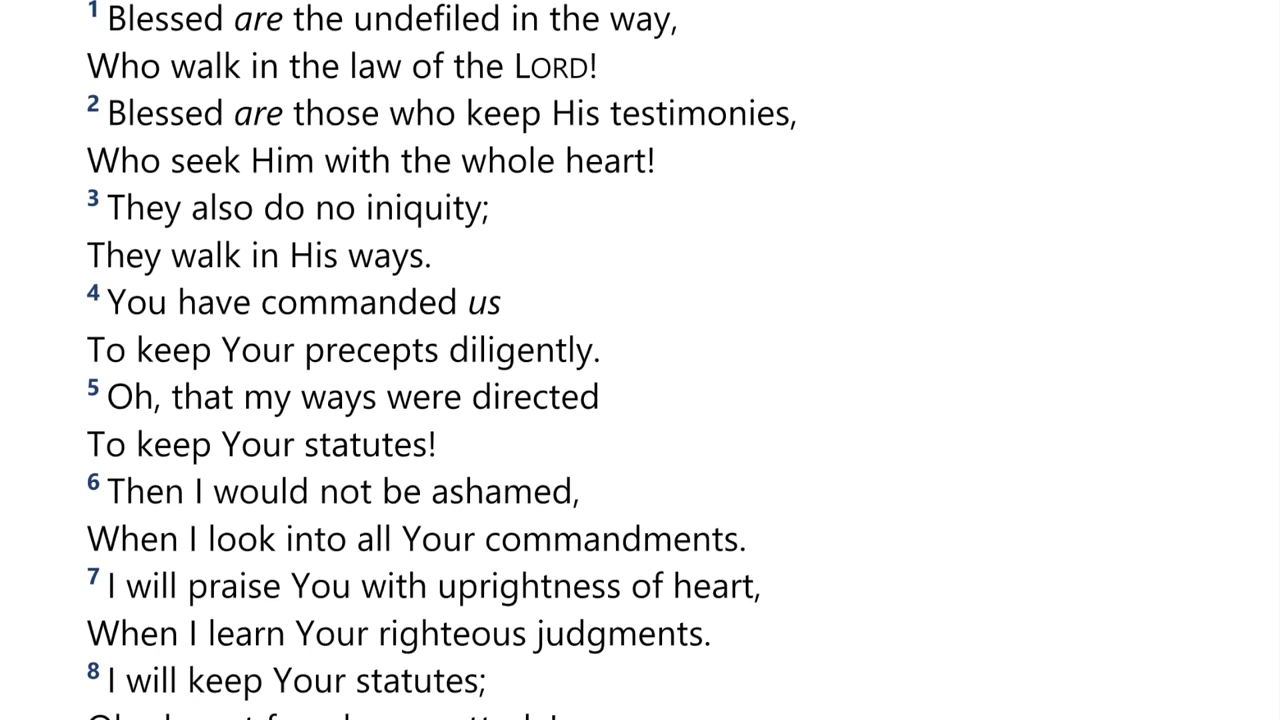 1 Blessed are the undefiled in the way,
Who walk in the law of the LORD!
2 Blessed are those who keep His testimonies,
Who seek Him with the whole heart!
3 They also do no iniquity;
They walk in His ways.
4 You have commanded us
To keep Your precepts diligently.
5 Oh, that my ways were directed
To keep Your statutes!
6 Then I would not be ashamed,
When I look into all Your commandments.
7 I will praise You with uprightness of heart,
When I learn Your righteous judgments.
8 I will keep Your statutes;